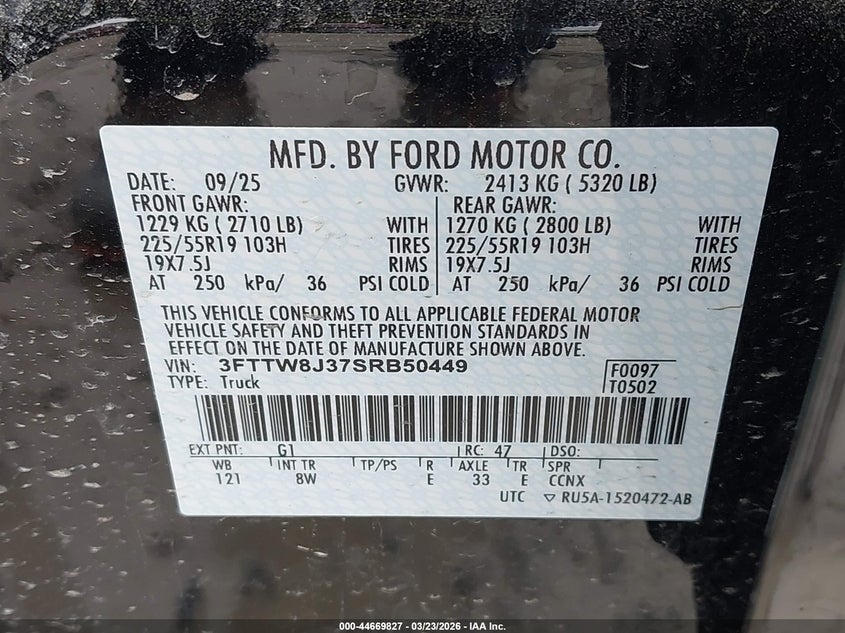 MFD. BY FORD MOTOR CO.
DATE: 09/25 GVWR: 2413 KG ( 5320 LB)
FRONT GAWR: REAR GAWR:
1229 KG ( 2710 LB) WITH 1270 KG ( 2800 LB) WITH
225/55R19 103H TIRES 225/55R19 103H TIRES
19X7.5J RIMS 19X7.5J RIMS
AT 250 kPa/ 36 PSI COLD AT 250 kPa/ 36 PSI COLD
THIS VEHICLE CONFORMS TO ALL APPLICABLE FEDERAL MOTOR
VEHICLE SAFETY AND THEFT PREVENTION STANDARDS IN
EFFECT ON THE DATE OF MANUFACTURE SHOWN ABOVE.
VIN: 3FTTW8J37SRB50449 F0097
TYPE: Truck T0502
EXT PNT: G1 RC: 47 DSO:
WB INT TR TP/PS R AXLE TR SPR
121 8W E 33 E CCNX
UTC ▽ RU5A-1520472-AB
000-44669827 - 03/23/2026 - IAA Inc.